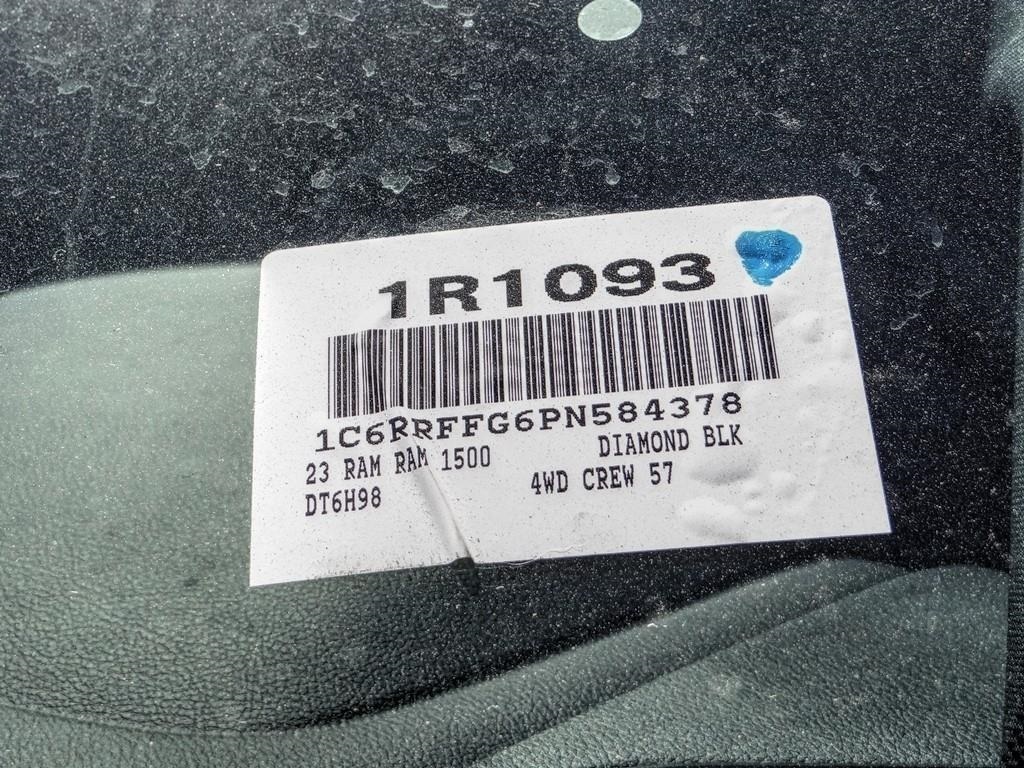 1R1093
1C6RRFFG6PN584378
23 RAM RAM 1500 DIAMOND BLK
DT6H98 4WD CREW 57